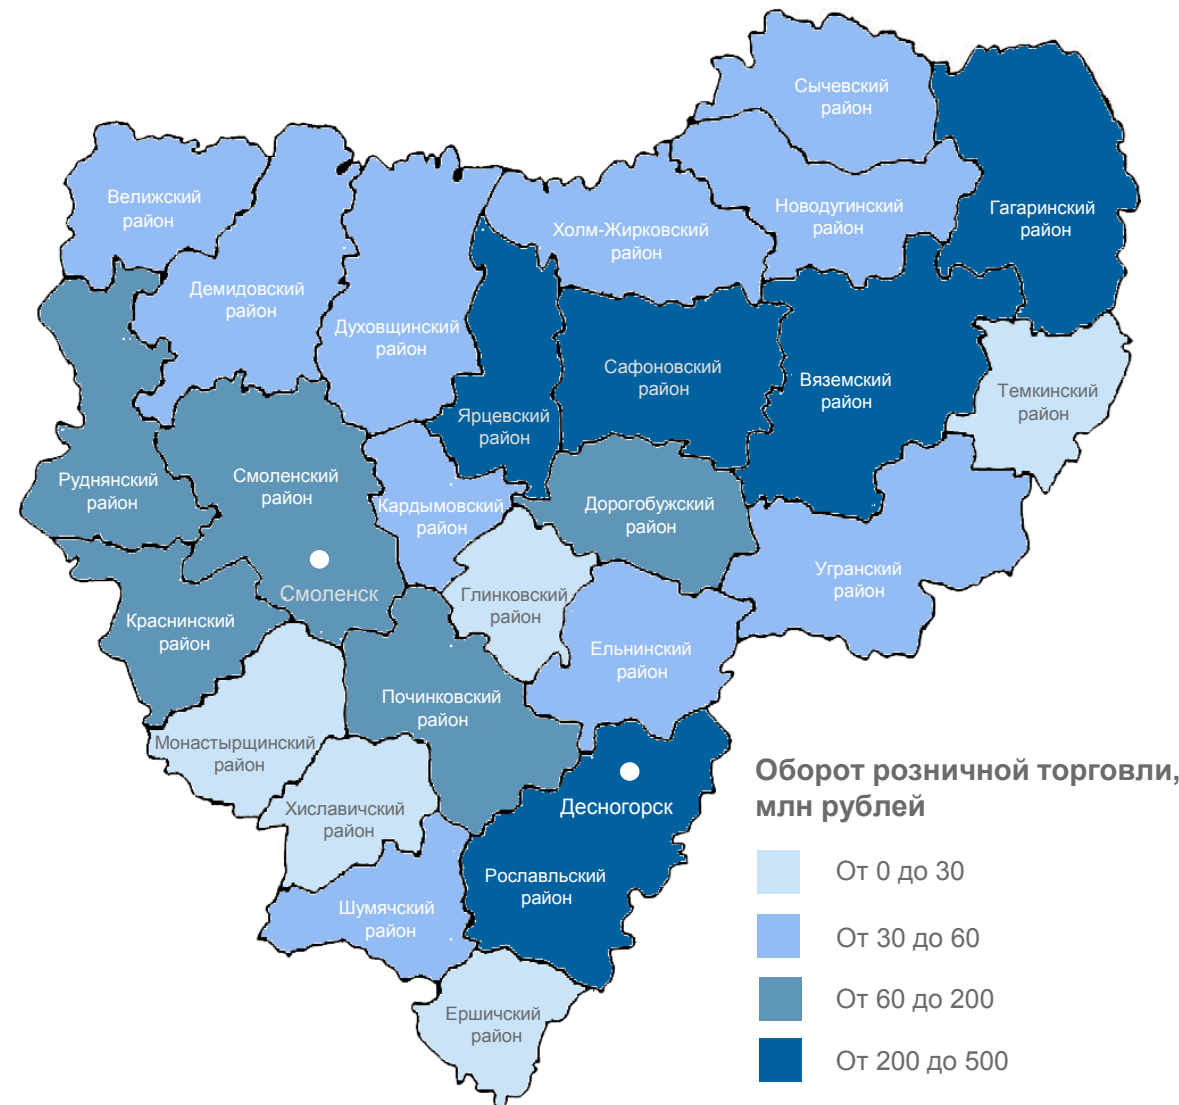 Сычевский
район
Велижский
район
Новодугинский
район
Гагаринский
район
Холм-Жирковский
район
Демидовский
район
Духовщинский
район
Сафоновский
район
Вяземский
район
Темкинский
район
Ярцевский
район
Руднянский
район
Смоленский
район
Кардымовский
район
Дорогобужский
район
Угранский
район
Смоленск
Глинковский
район
Краснинский
район
Ельнинский
район
Починковский
район
Монастырщинский
район
Хиславичский
район
Десногорск
Рославльский
район
Шумячский
район
Ершичский
район
Оборот розничной торговли,
млн рублей
От 0 до 30
От 30 до 60
От 60 до 200
От 200 до 500